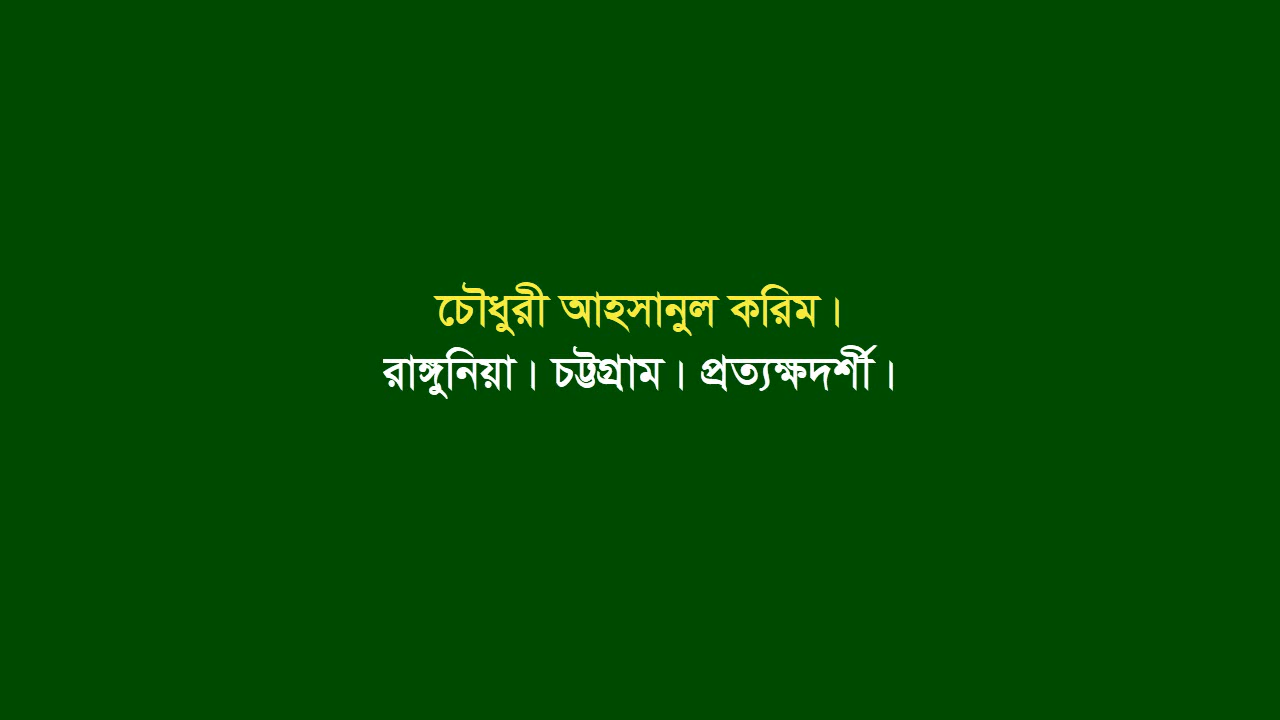 চৌধুরী আহসানুল করিম।
রাঙ্গুনিয়া। চট্টগ্রাম। প্রত্যক্ষদর্শী।